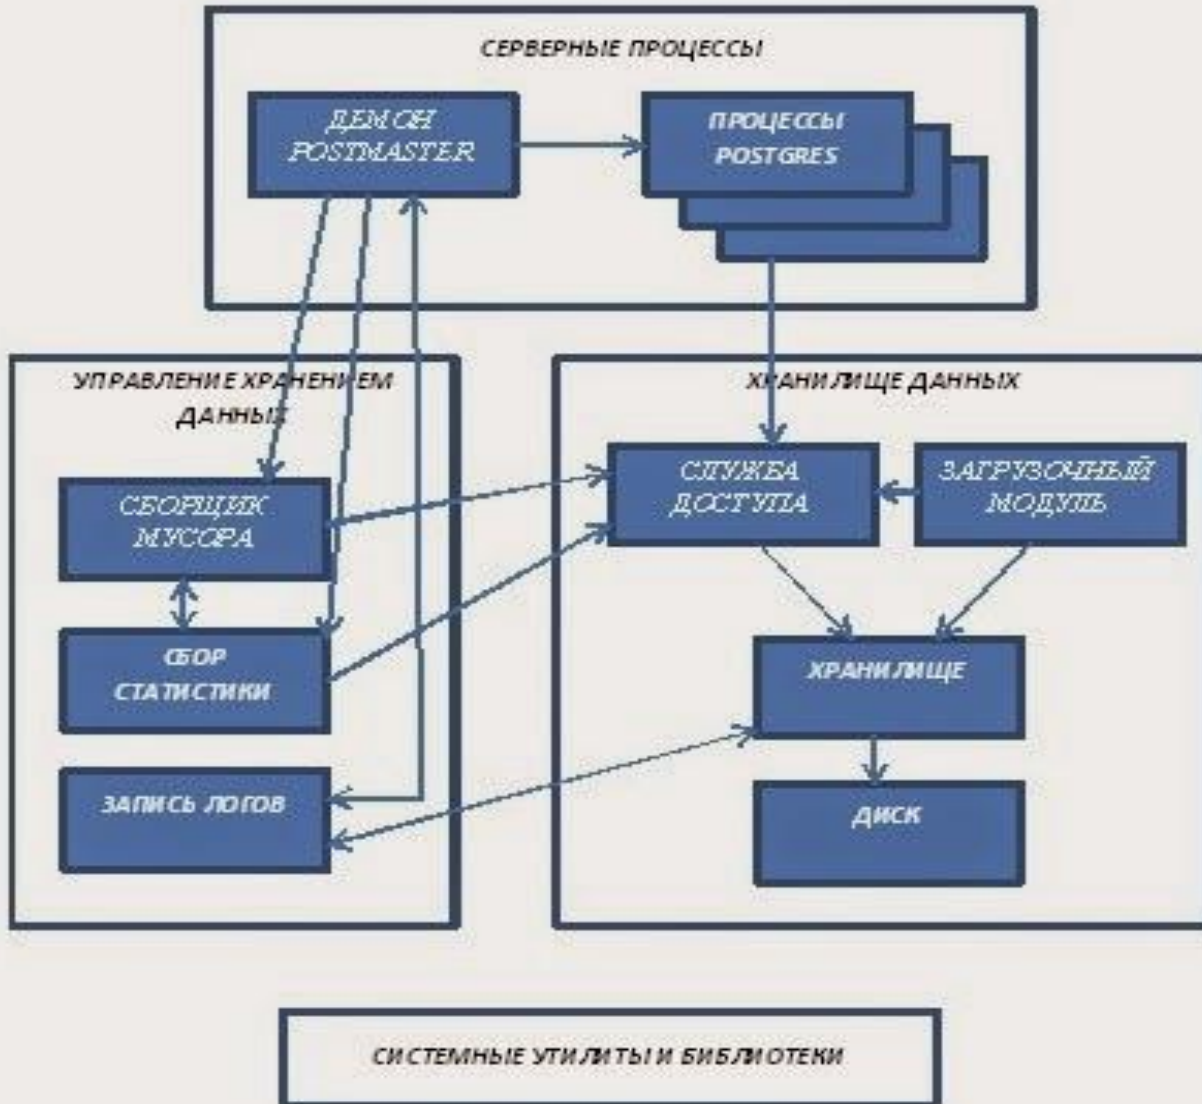 СЕРВЕРНЫЕ ПРОЦЕССЫ
ДЕМОН
POSTMASTER
ПРОЦЕССЫ
POSTGRES
УПРАВЛЕНИЕ ХРАНЕНИЕМ
ДАННЫХ
СБОРЩИК
МУСОРА
СБОР
СТАТИСТИКИ
ЗАПИСЬ ЛОГОВ
ХРАНИЛИЩЕ ДАННЫХ
СЛУЖБА
ДОСТУПА
ЗАГРУЗОЧНЫЙ
МОДУЛЬ
ХРАНИЛИЩЕ
ДИСК
СИСТЕМНЫЕ УТИЛИТЫ И БИБЛИОТЕКИ